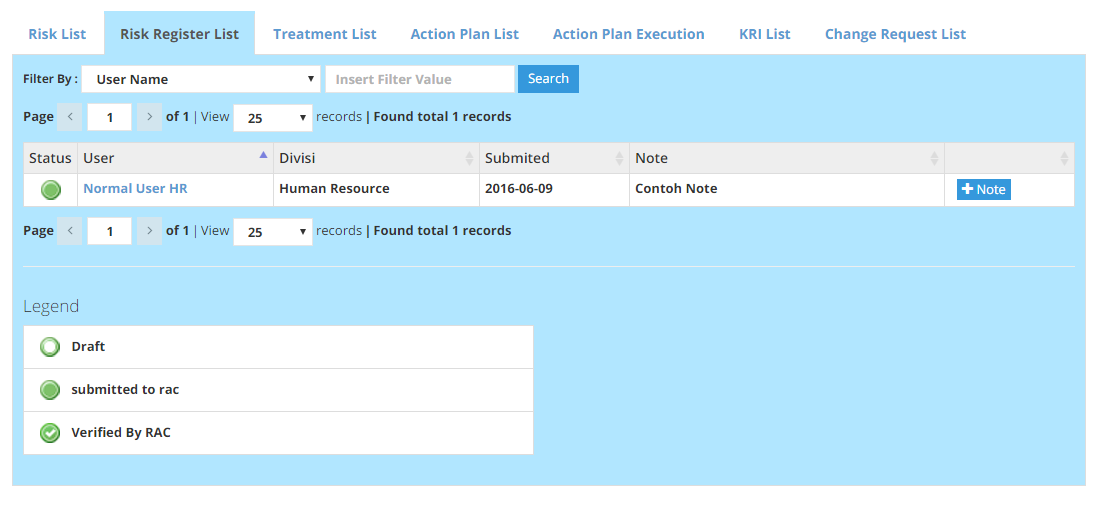 Risk List Risk Register List Treatment List Action Plan List Action Plan Execution KRI List Change Request List
Filter By : User Name Insert Filter Value Search
Page < 1 > of 1 | View 25 records | Found total 1 records
Status User Divisi Submited Note
Normal User HR Human Resource 2016-06-09 Contoh Note + Note
Page < 1 > of 1 | View 25 records | Found total 1 records
Legend
Draft
submitted to rac
Verified By RAC